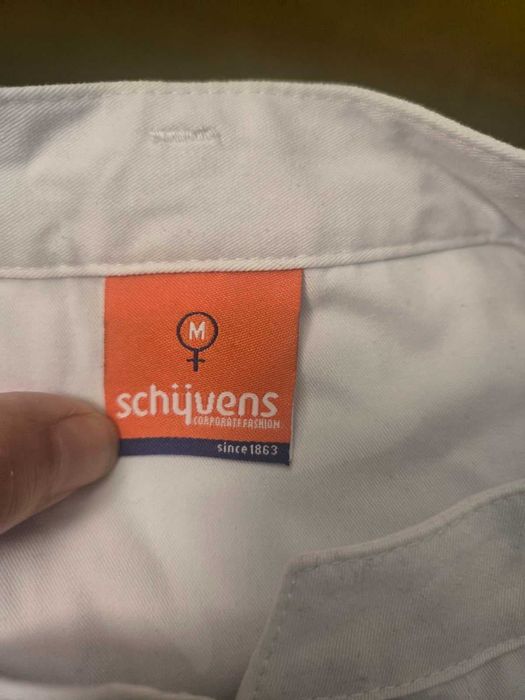 M
schijvens
CORPORATE FASHION
since 1863